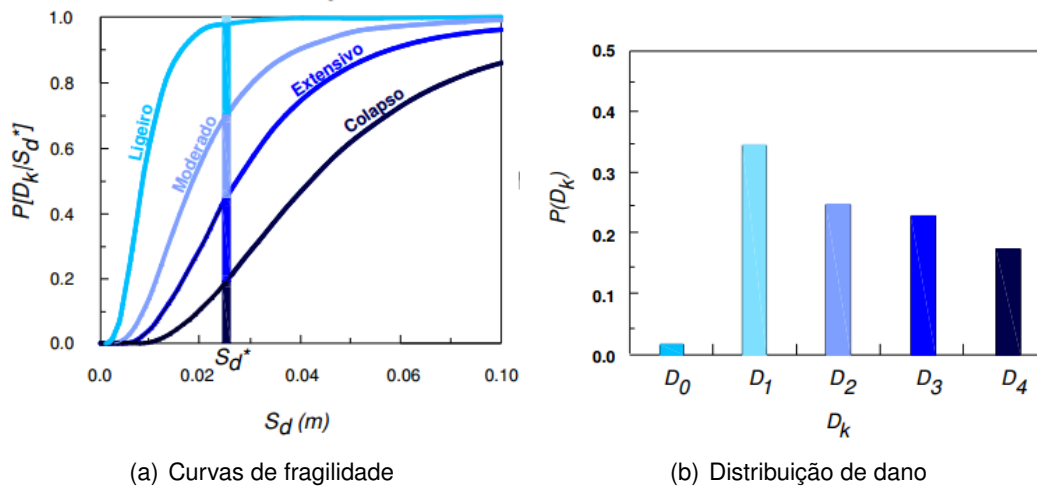 1.0
0.8
0.6
0.4
0.2
0.0
P[D_k|S_d*]
Ligeiro
Moderado
Extensivo
Colapso
S_d*
0.0 0.02 0.04 0.06 0.10
S_d (m)
(a) Curvas de fragilidade
0.5
0.4
0.3
0.2
0.1
0.0
P(D_k)
D_0 D_1 D_2 D_3 D_4
D_k
(b) Distribuição de dano